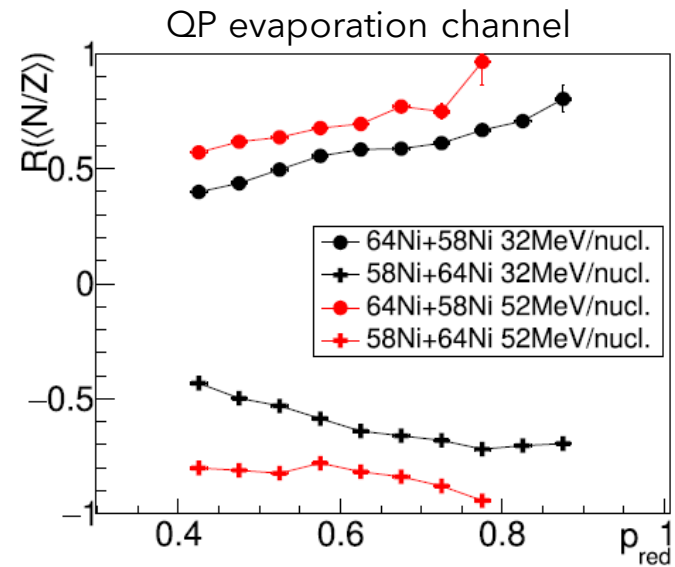 QP evaporation channel
R(⟨N/Z⟩)
1
0.5
0
−0.5
−1
64Ni+58Ni 32MeV/nucl.
58Ni+64Ni 32MeV/nucl.
64Ni+58Ni 52MeV/nucl.
58Ni+64Ni 52MeV/nucl.
0.4 0.6 0.8 1
p_red